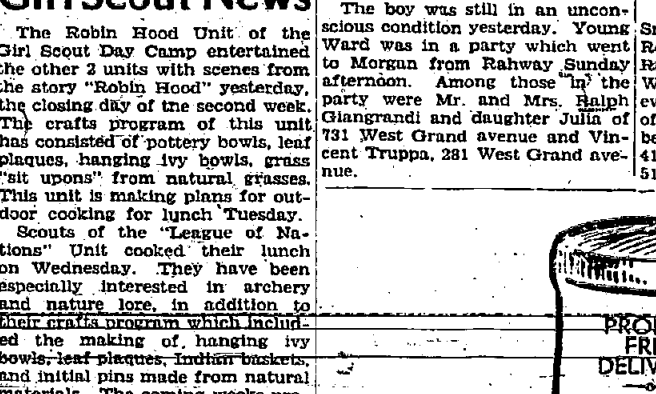 Girl Scout News
The Robin Hood Unit of the
Girl Scout Day Camp entertained
the other 2 units with scenes from
the story "Robin Hood" yesterday,
the closing day of tne second week.
The crafts program of this unit
has consisted of pottery bowls, leaf
plaques, hanging ivy bowls, grass
"sit upons" from natural grasses.
This unit is making plans for out-
door cooking for lunch Tuesday.
Scouts of the "League of Na-
tions" Unit cooked their lunch
on Wednesday. They have been
especially interested in archery
and nature lore, in addition to
their crafts program which includ-
ed the making of hanging ivy
bowls, leaf plaques, Indian baskets,
and initial pins made from natural
materials. The coming weeks
The boy was still in an uncon-
scious condition yesterday. Young
Ward was in a party which went
to Morgan from Rahway Sunday
afternoon. Among those in the
party were Mr. and Mrs. Ralph
Giangrandi and daughter Julia of
731 West Grand avenue and Vin-
cent Truppa, 281 West Grand ave-
nue.
41
51